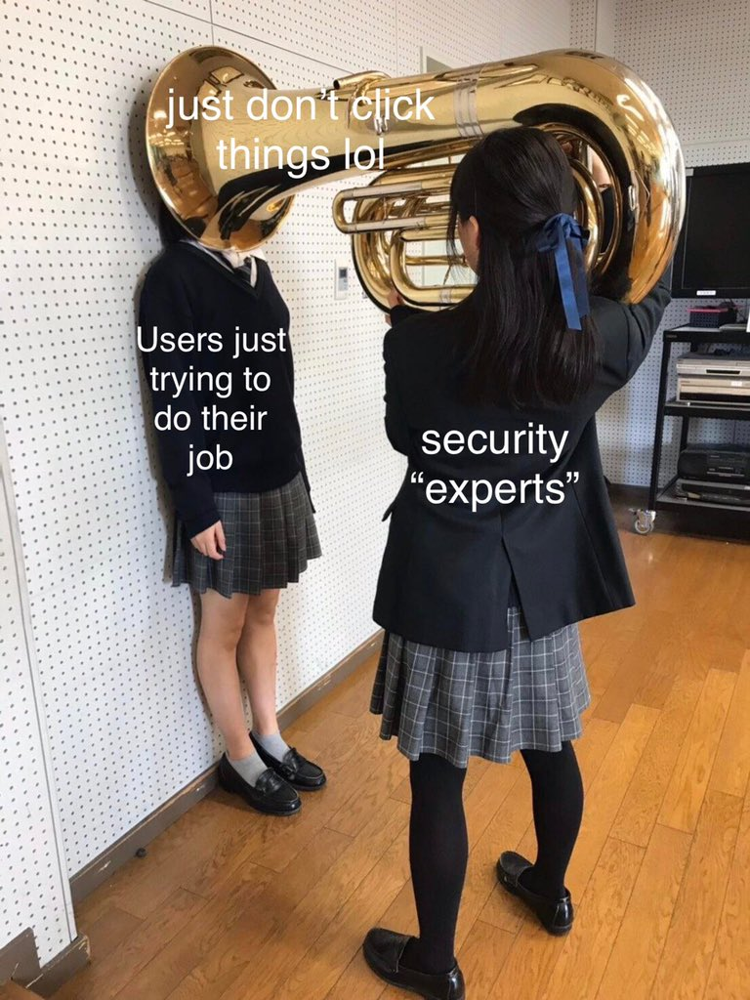 just don’t click
things lol
Users just
trying to
do their
job
security
“experts”